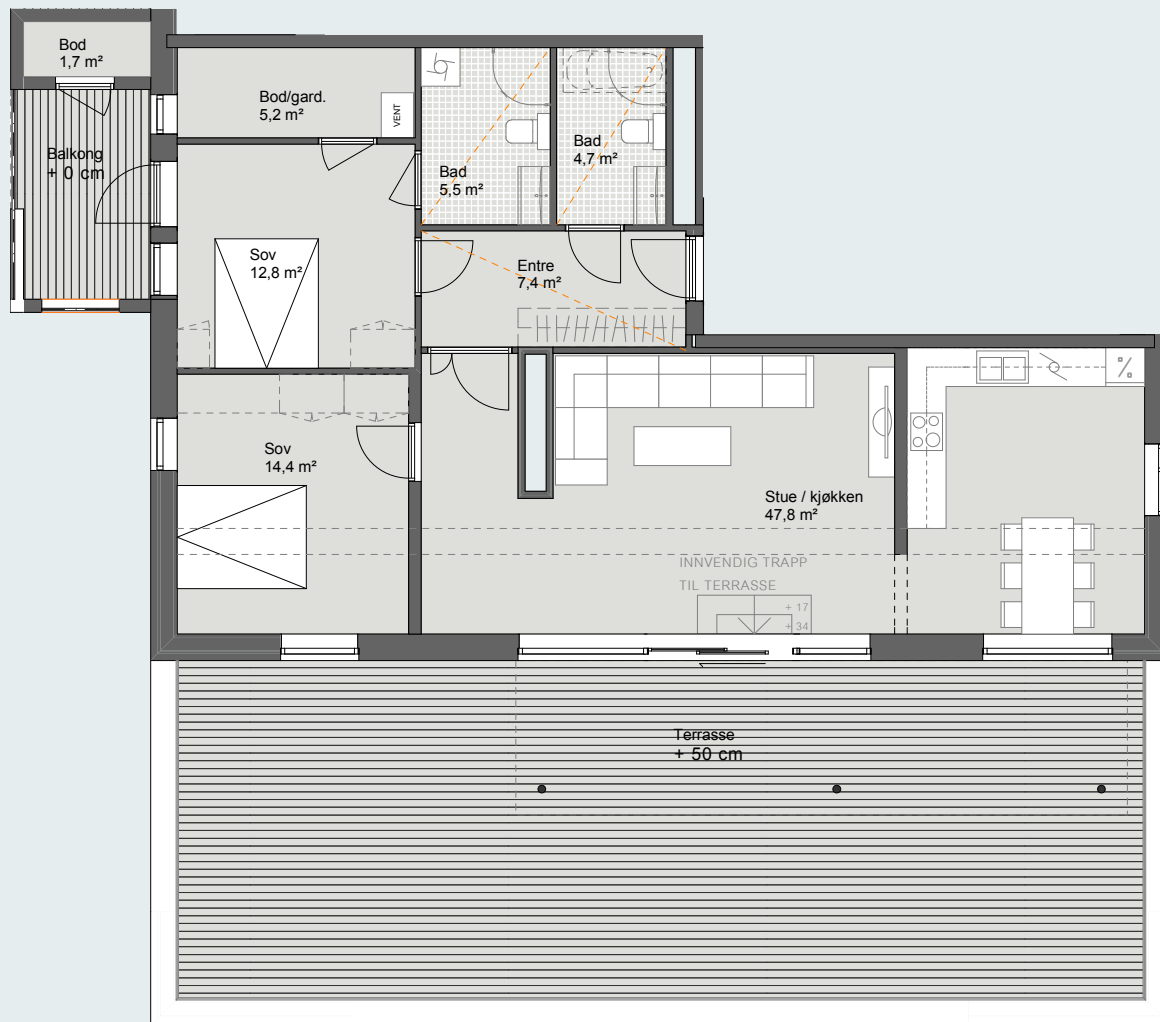 Bod
1,7 m²
Bod/gard.
5,2 m²
VENT
Balkong
+ 0 cm
Bad
5,5 m²
Bad
4,7 m²
Sov
12,8 m²
Entre
7,4 m²
Sov
14,4 m²
Stue / kjøkken
47,8 m²
%
INNVENDIG TRAPP
TIL TERRASSE
+ 17
+ 34
Terrasse
+ 50 cm